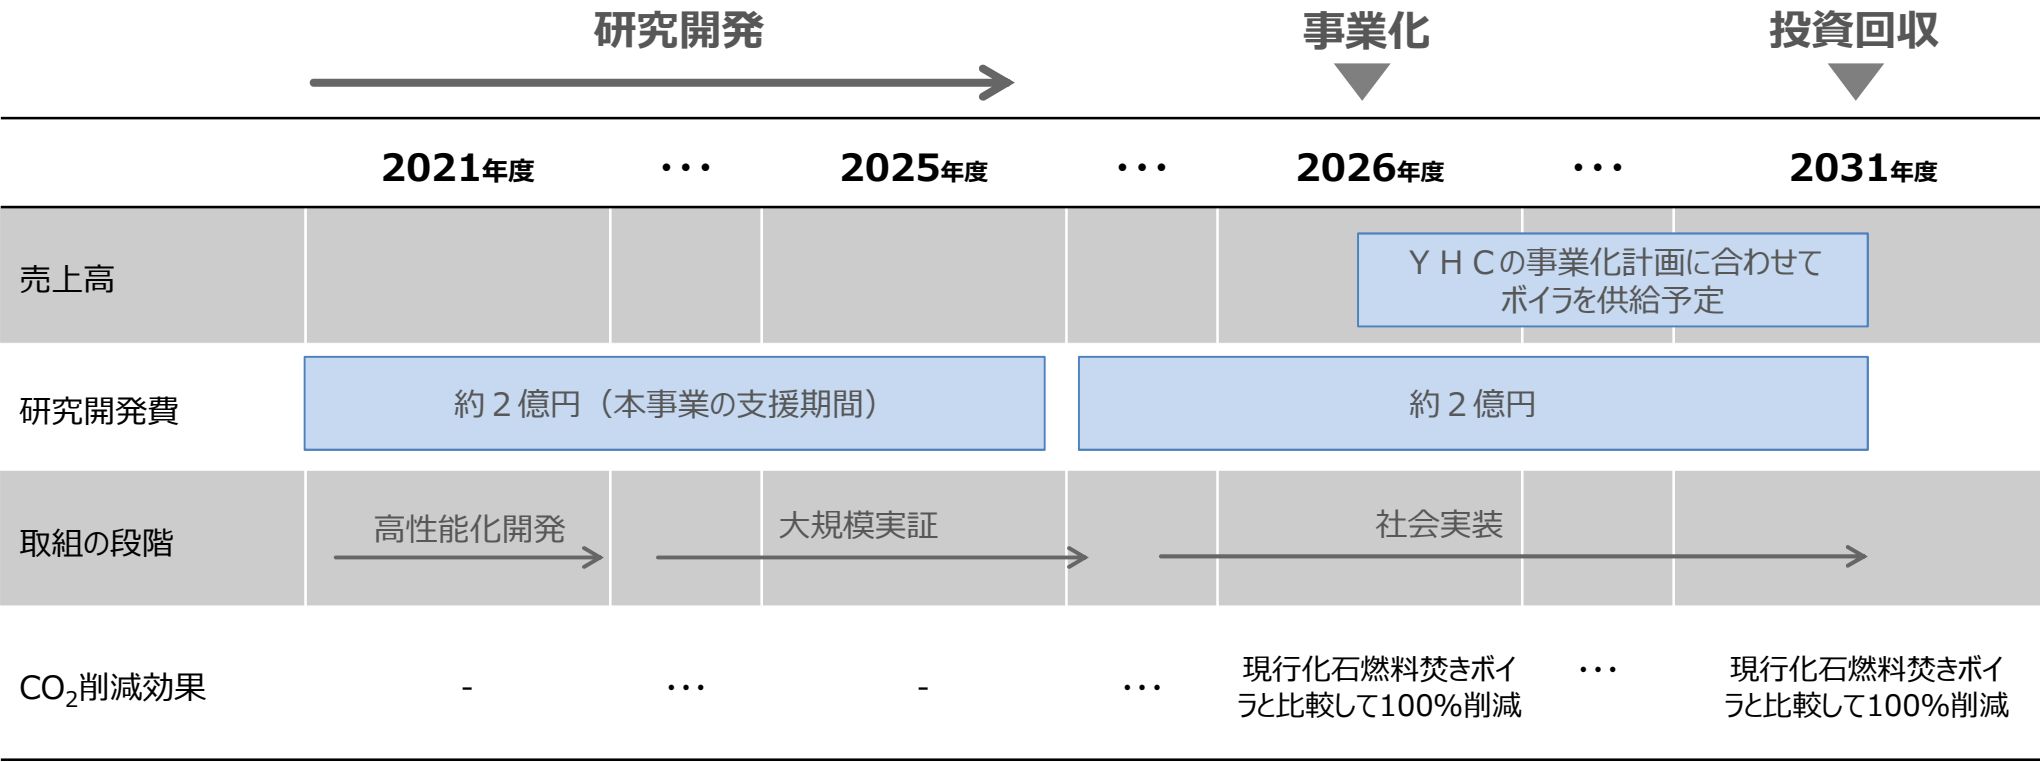 研究開発
事業化
投資回収
2021年度 ・・・ 2025年度 ・・・ 2026年度 ・・・ 2031年度
売上高
ＹＨＣの事業化計画に合わせて
ボイラを供給予定
研究開発費
約２億円（本事業の支援期間）
約２億円
取組の段階
高性能化開発
大規模実証
社会実装
CO2削減効果
-
・・・
-
・・・
現行化石燃料焚きボイ
ラと比較して100%削減
・・・
現行化石燃料焚きボイ
ラと比較して100%削減